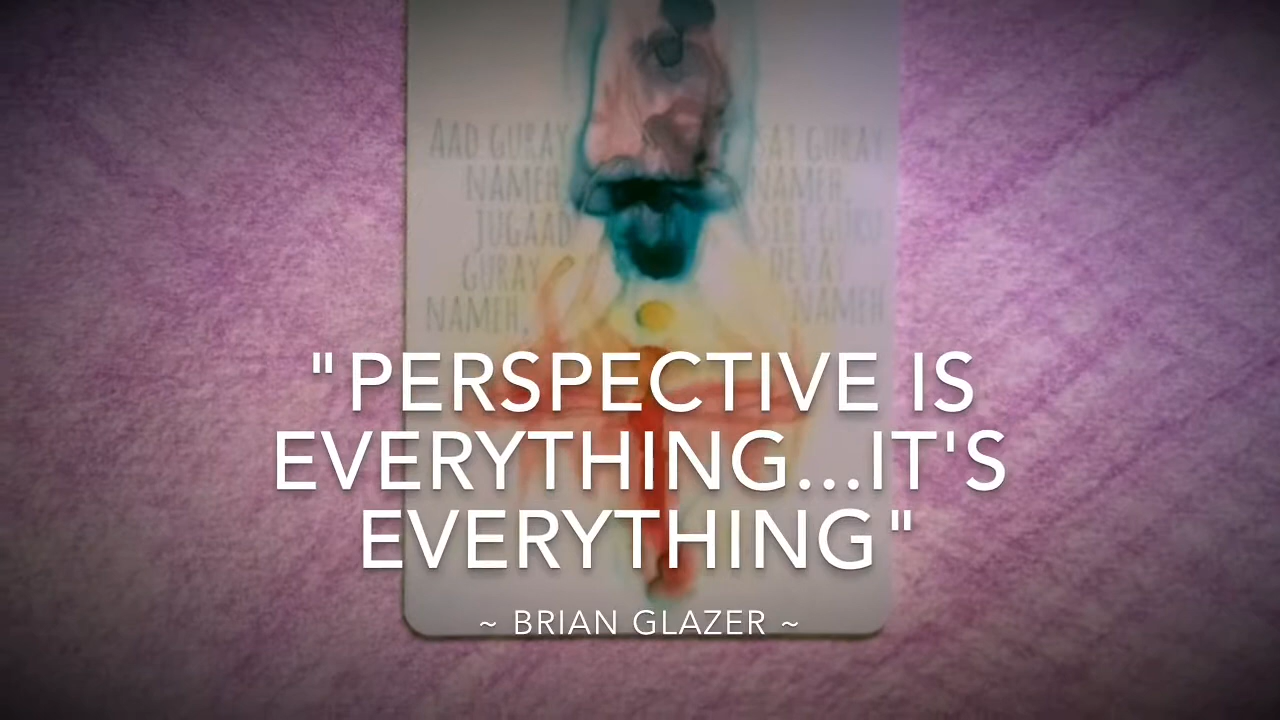 AAD GURAY
NAMEH,
JUGAAD
GURAY
NAMEH,
SAT GURAY
NAMEH,
SIRI GURU
DEVAY
NAMEH
"PERSPECTIVE IS
EVERYTHING...IT'S
EVERYTHING"
~ BRIAN GLAZER ~